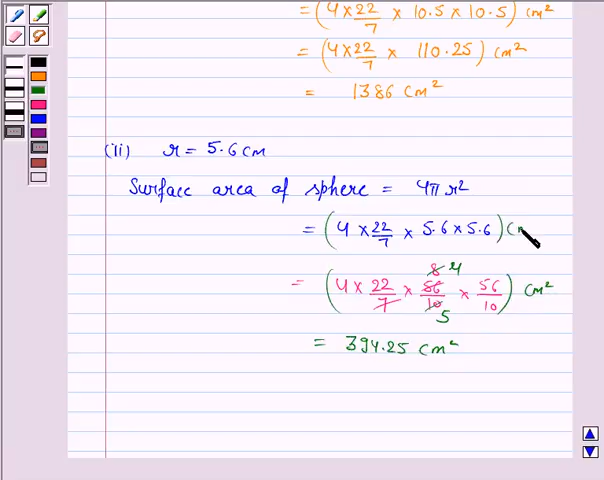 = (4 × 22/7 × 10.5 × 10.5) cm²
= (4 × 22/7 × 110.25) cm²
= 1386 cm²
(ii) r = 5.6 cm
Surface area of sphere = 4π r²
= (4 × 22/7 × 5.6 × 5.6) c
= (4 × 22/7 × 56/10 × 56/10) cm²
8 4
5
= 394.25 cm²